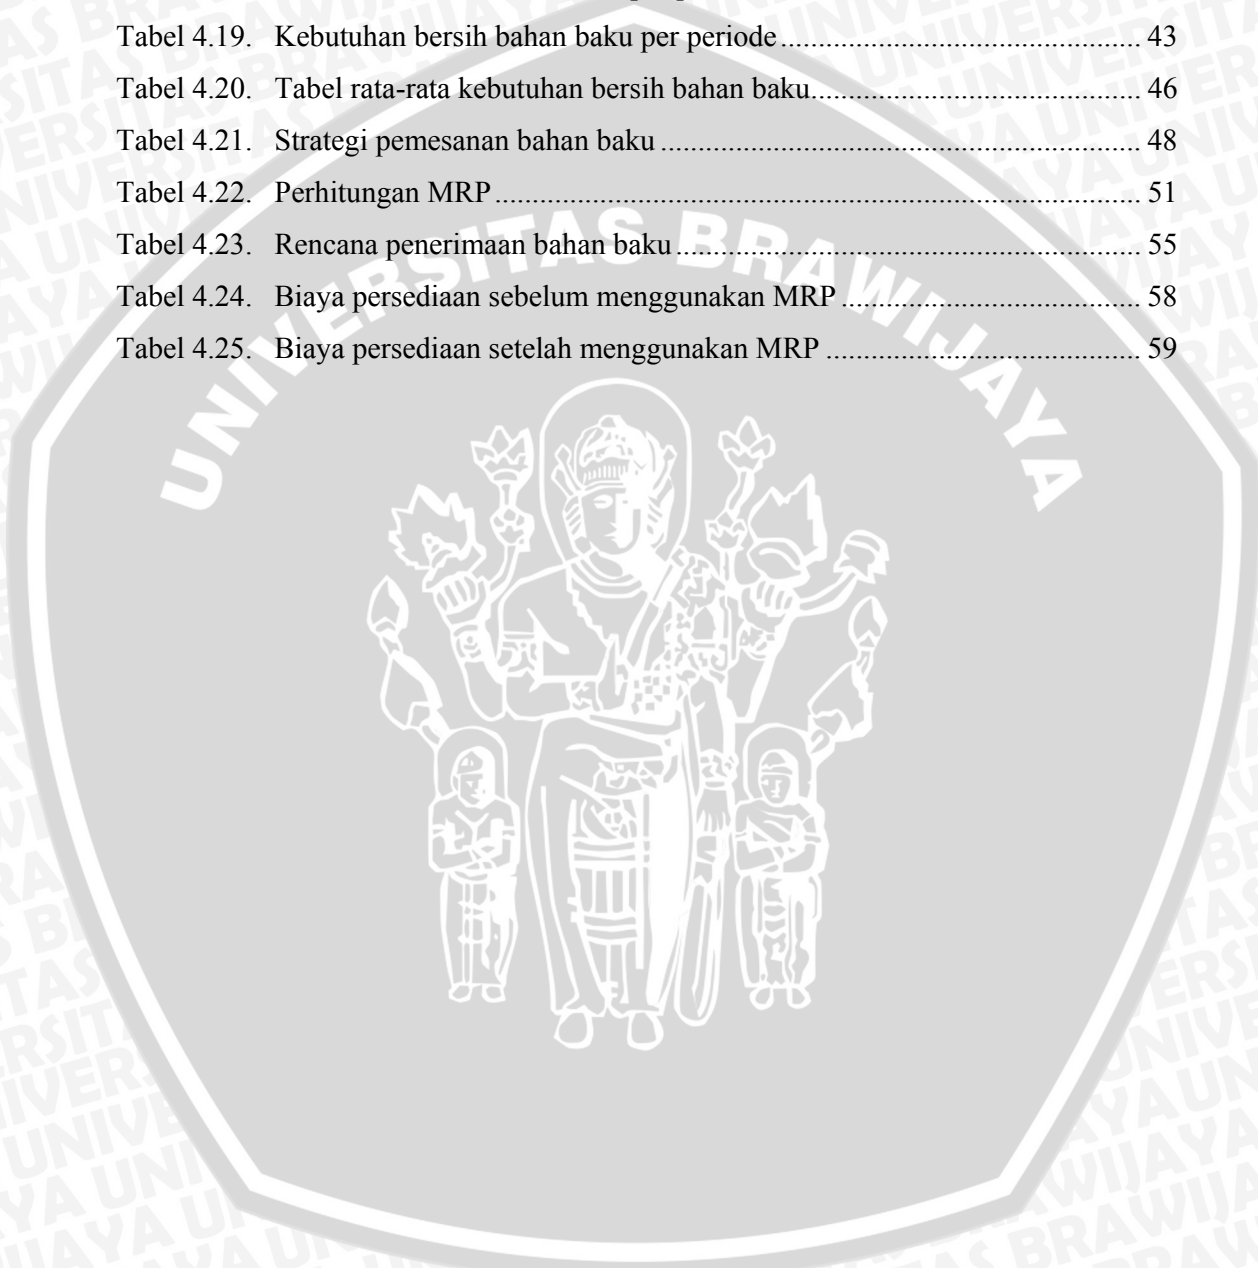 Tabel 4.19. Kebutuhan bersih bahan baku per periode ........ 43
Tabel 4.20. Tabel rata-rata kebutuhan bersih bahan baku ........ 46
Tabel 4.21. Strategi pemesanan bahan baku ........ 48
Tabel 4.22. Perhitungan MRP ........ 51
Tabel 4.23. Rencana penerimaan bahan baku ........ 55
Tabel 4.24. Biaya persediaan sebelum menggunakan MRP ........ 58
Tabel 4.25. Biaya persediaan setelah menggunakan MRP ........ 59
UNIVERSITAS BRAWIJAYA